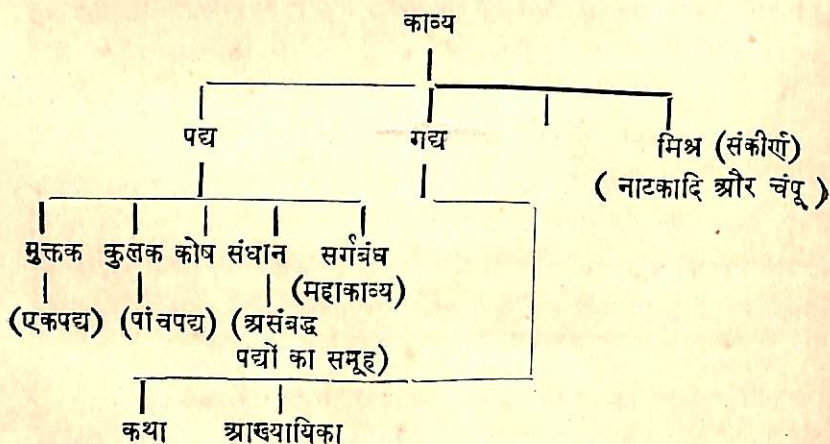 काव्य
पद्य गद्य मिश्र (संकीर्ण)
( नाटकादि और चंपू )
मुक्तक कुलक कोष संधान सर्गबंध
(महाकाव्य)
(एकपद्य) (पांचपद्य) (असंबद्ध
पद्यों का समूह)
कथा आख्यायिका